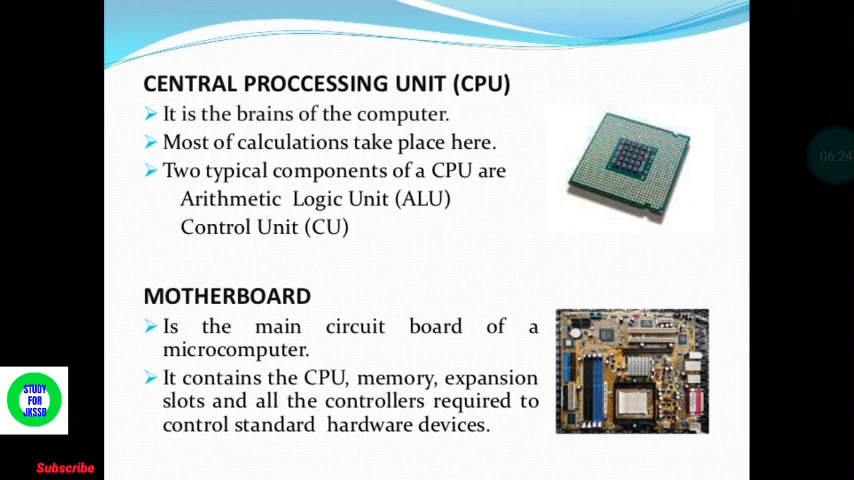 CENTRAL PROCCESSING UNIT (CPU)
It is the brains of the computer.
Most of calculations take place here.
Two typical components of a CPU are
Arithmetic Logic Unit (ALU)
Control Unit (CU)
MOTHERBOARD
Is the main circuit board of a
microcomputer.
It contains the CPU, memory, expansion
slots and all the controllers required to
control standard hardware devices.
06:24
STUDY
FOR
JKSSB
Subscribe